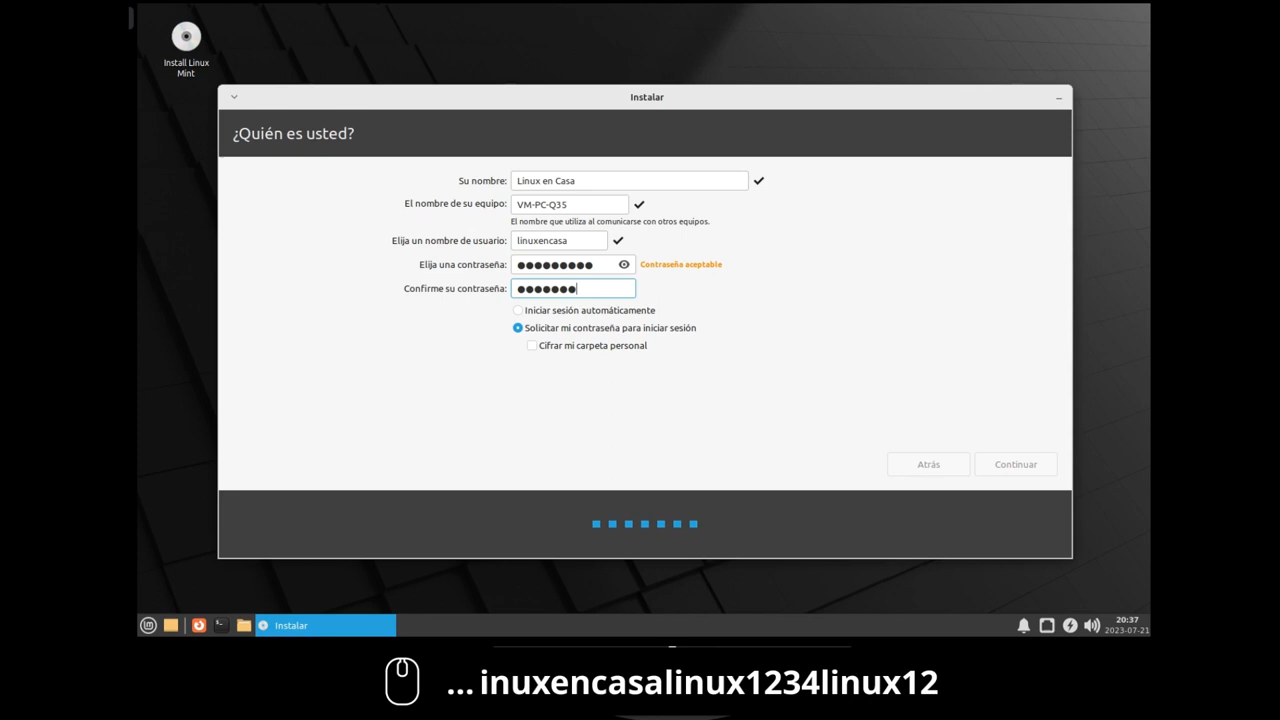 Install Linux
Mint
Instalar
¿Quién es usted?
Su nombre: Linux en Casa
El nombre de su equipo: VM-PC-Q35
El nombre que utiliza al comunicarse con otros equipos.
Elija un nombre de usuario: linuxencasa
Elija una contraseña: ●●●●●●●●● Contraseña aceptable
Confirme su contraseña: ●●●●●●●
Iniciar sesión automáticamente
Solicitar mi contraseña para iniciar sesión
Cifrar mi carpeta personal
Atrás Continuar
Instalar
20:37
2023-07-21
... inuxencasalinux1234linux12